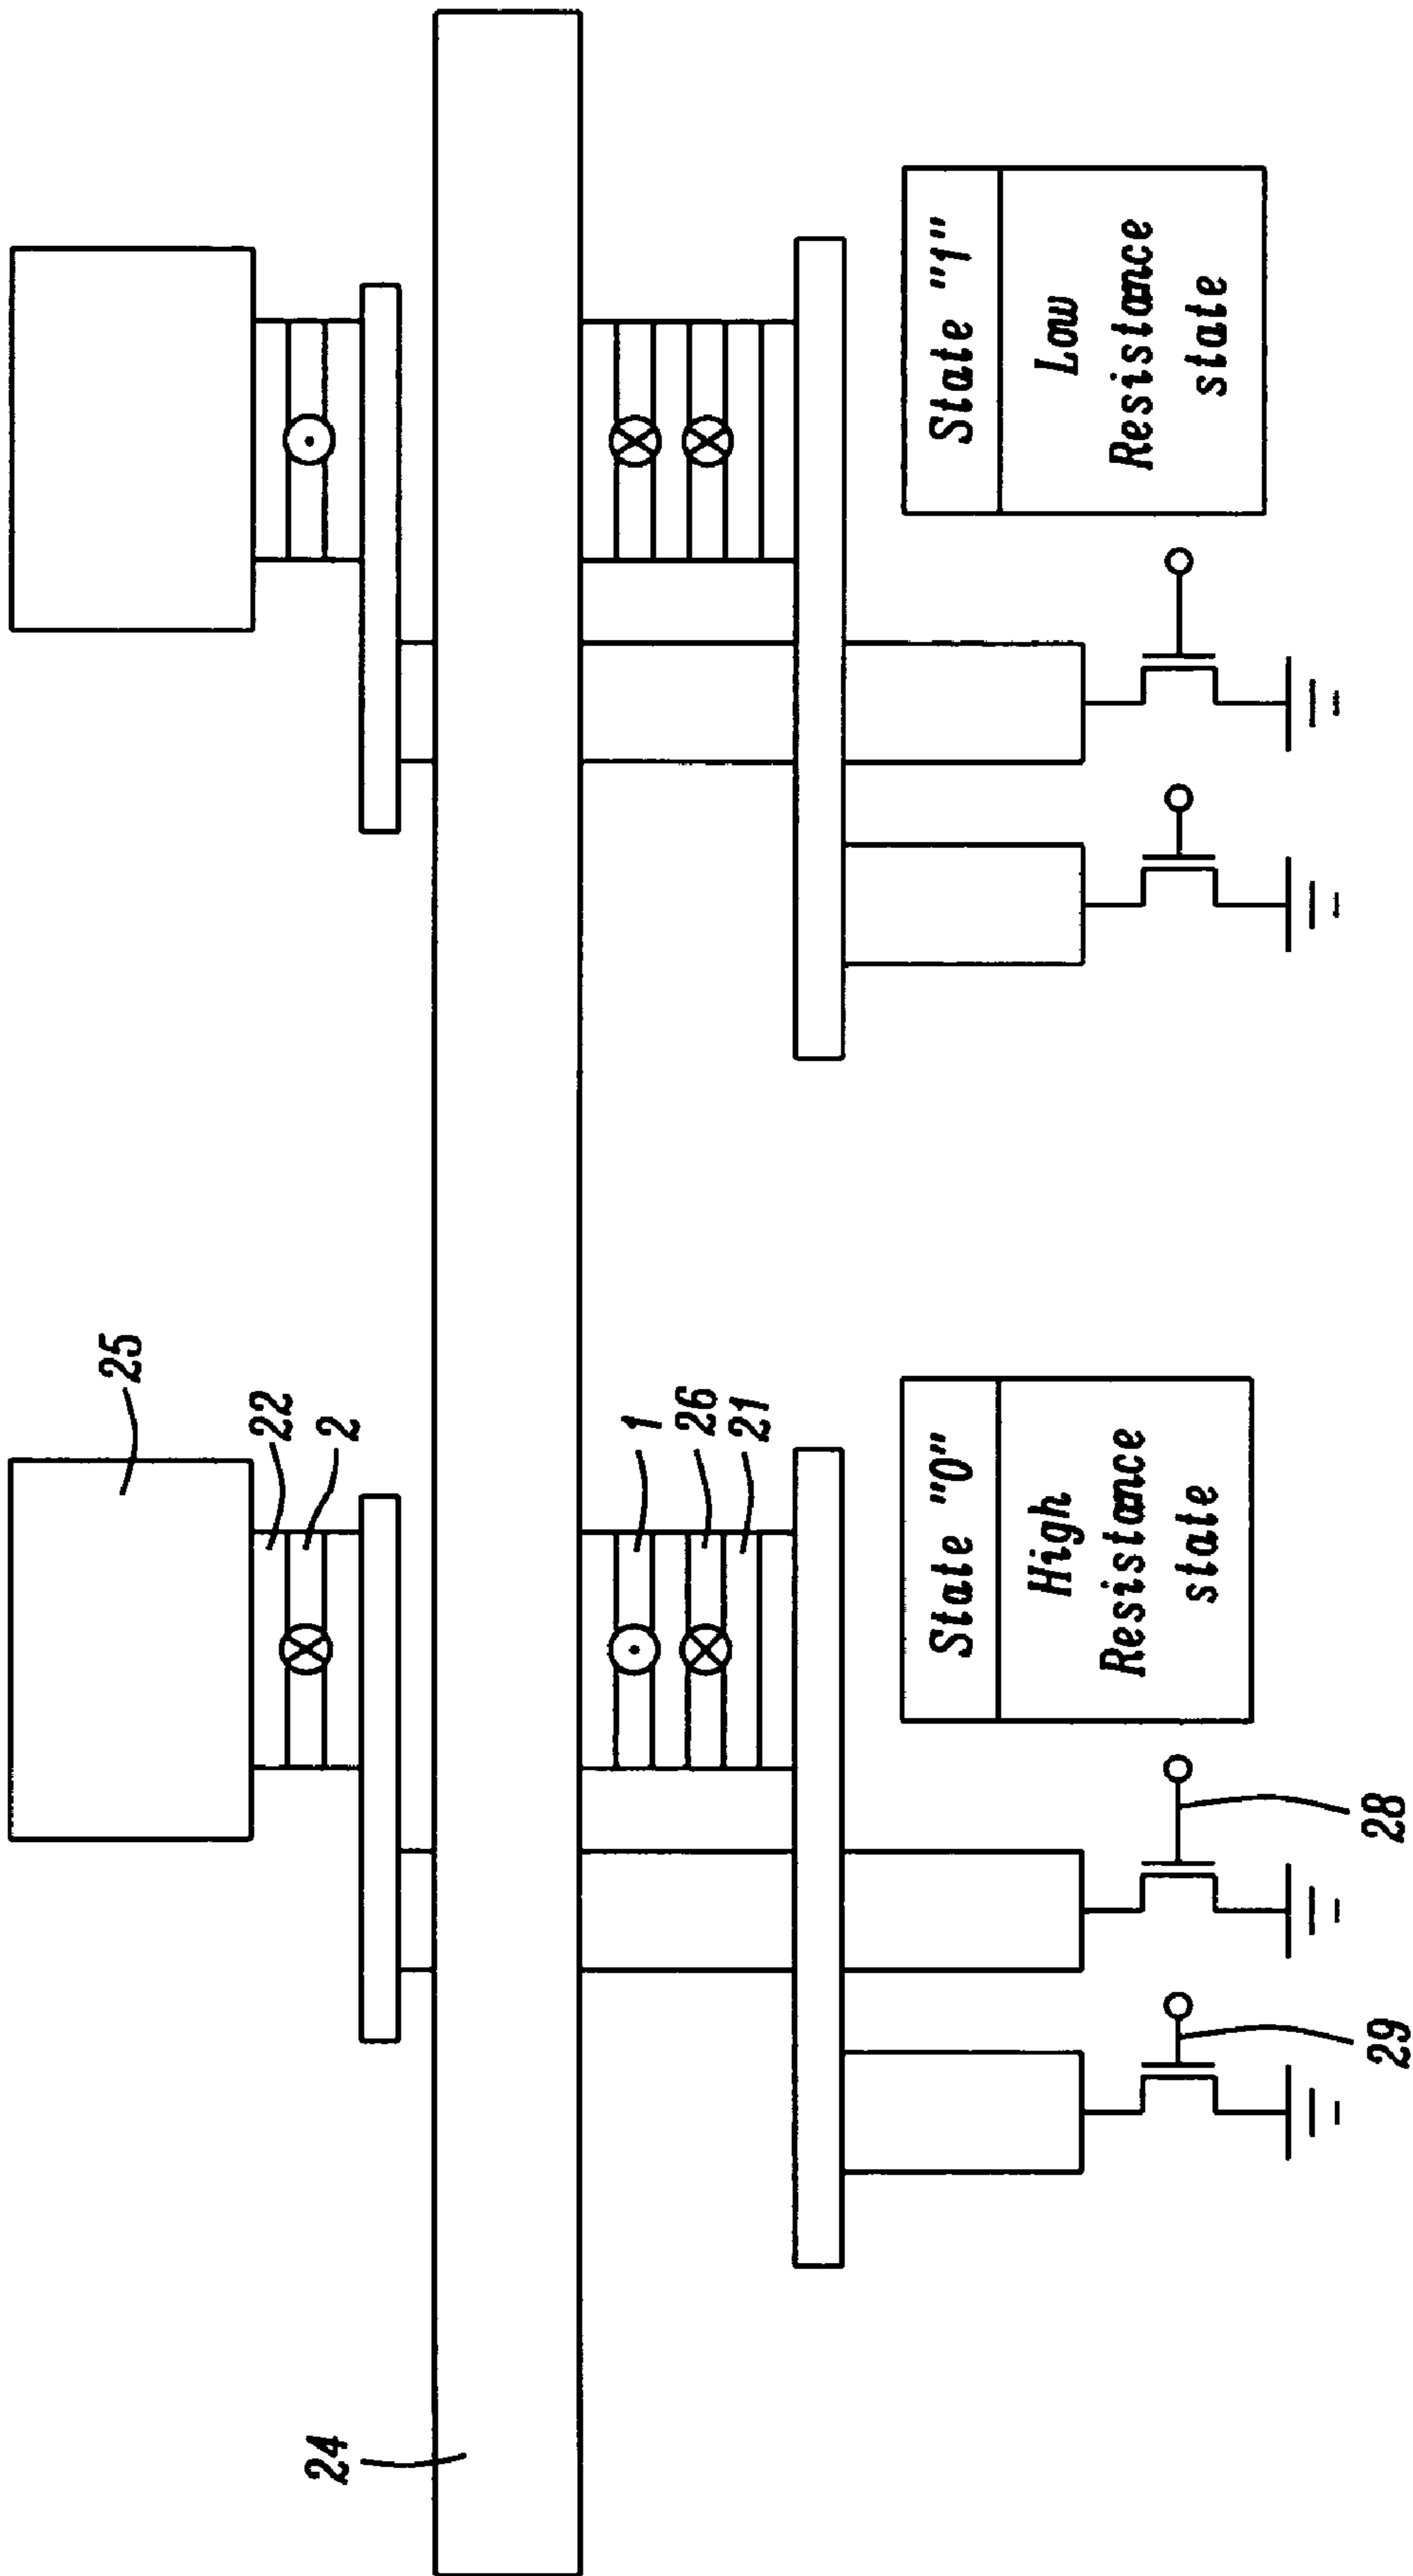 25
22
2
24
1
26
21
State "0"
High
Resistance
state
State "1"
Low
Resistance
state
28
29